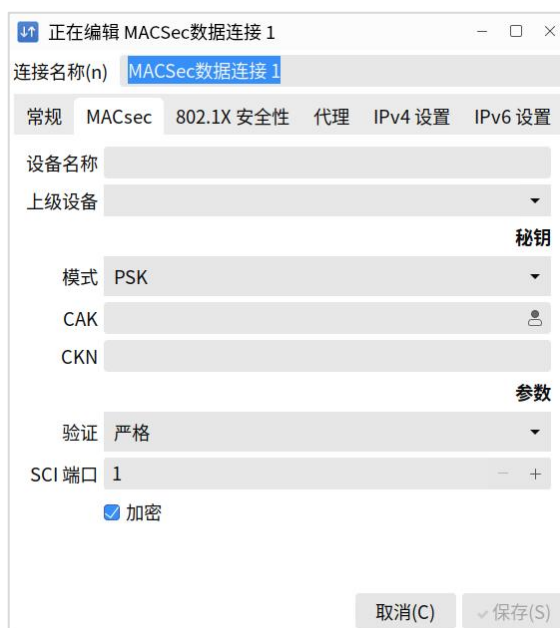 正在编辑 MACSec数据连接 1
连接名称(n) MACSec数据连接 1
常规 MACsec 802.1X 安全性 代理 IPv4 设置 IPv6 设置
设备名称
上级设备
秘钥
模式 PSK
CAK
CKN
参数
验证 严格
SCI 端口 1
加密
取消(C) 保存(S)